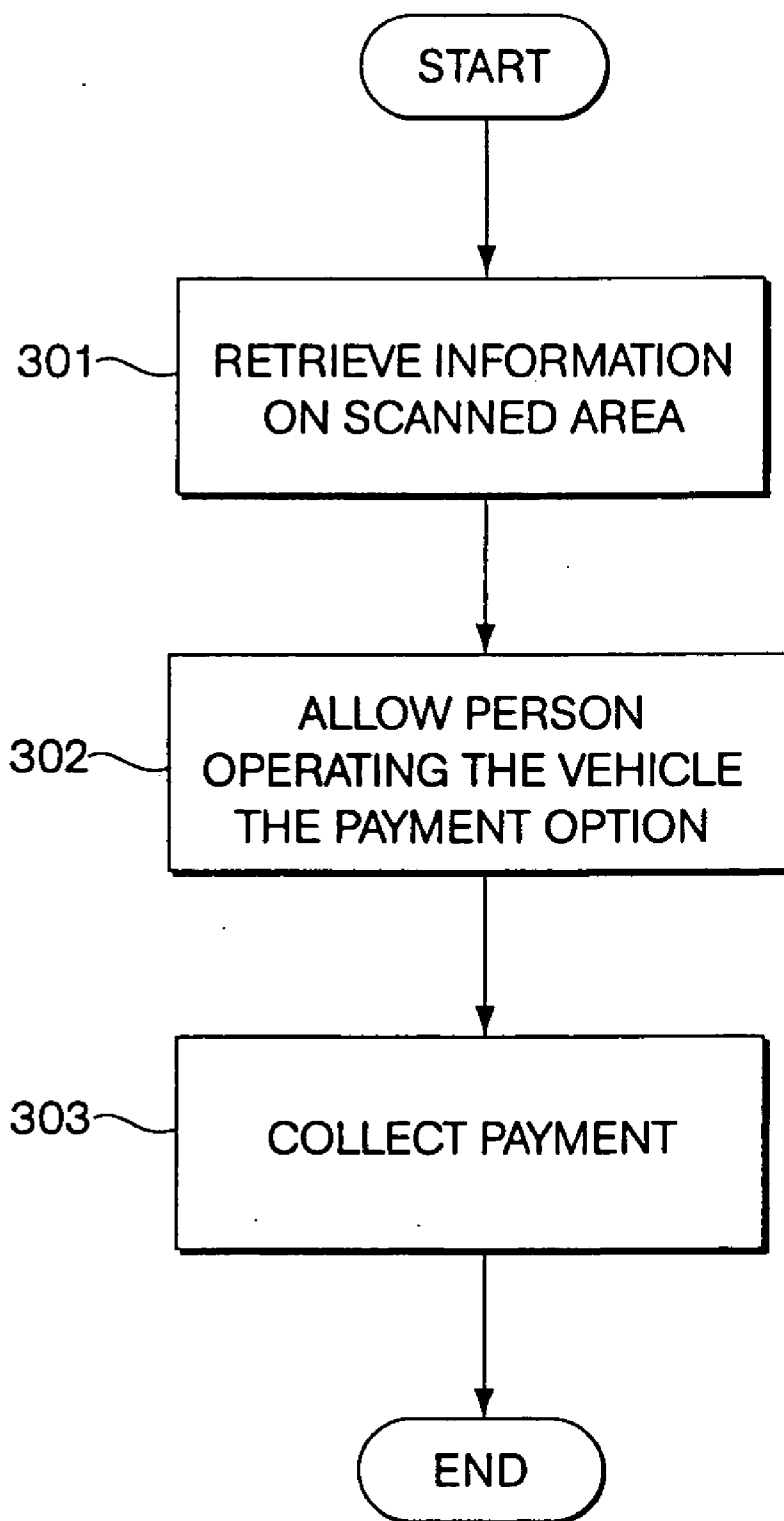 START
301
RETRIEVE INFORMATION
ON SCANNED AREA
302
ALLOW PERSON
OPERATING THE VEHICLE
THE PAYMENT OPTION
303
COLLECT PAYMENT
END